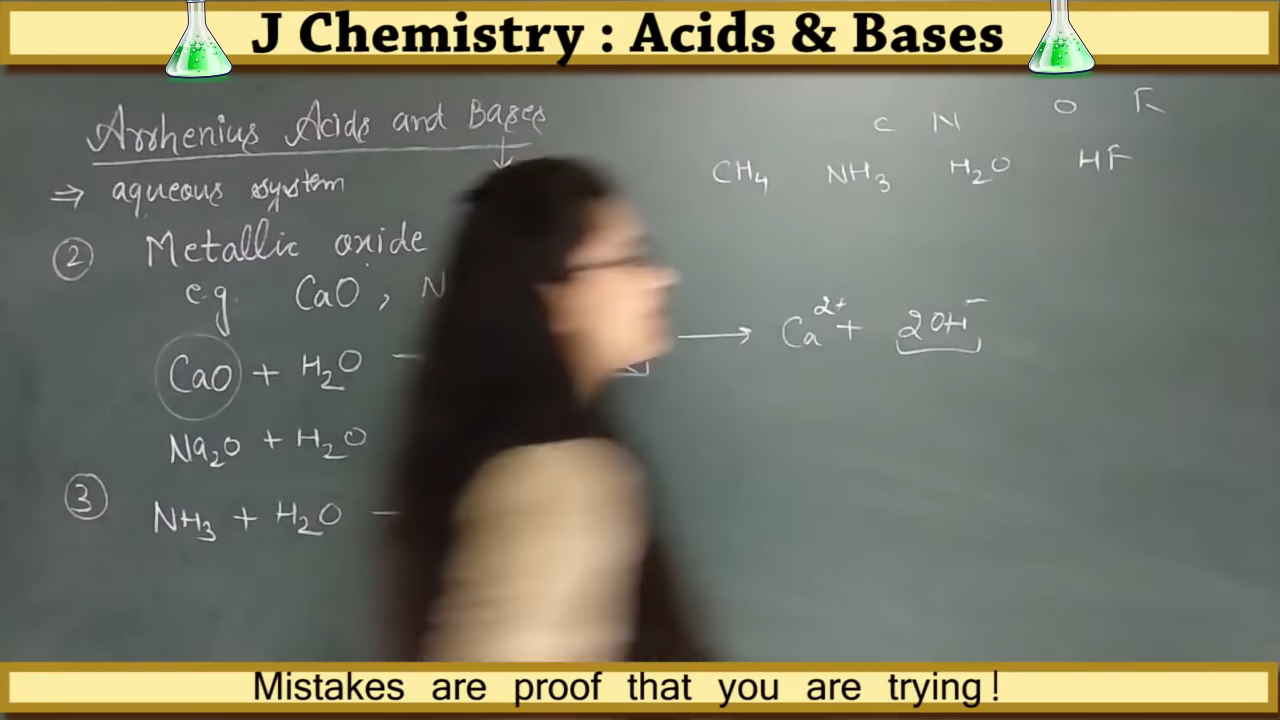 J Chemistry : Acids & Bases
Arrhenius Acids and Bases
⇒ aqueous system
② Metallic oxide
e.g. CaO , N
CaO + H₂O
Na₂O + H₂O
③ NH₃ + H₂O —
C N O F
CH₄ NH₃ H₂O HF
→ Ca²⁺ + 2OH⁻
Mistakes are proof that you are trying !